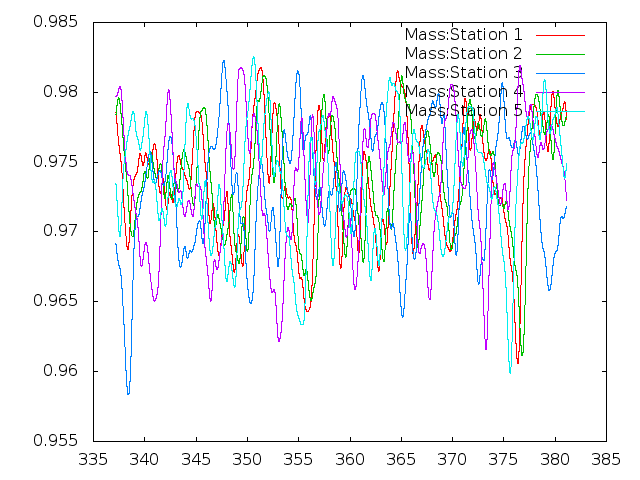 0.985
0.98
0.975
0.97
0.965
0.96
0.955
335 340 345 350 355 360 365 370 375 380 385
Mass:Station 1
Mass:Station 2
Mass:Station 3
Mass:Station 4
Mass:Station 5